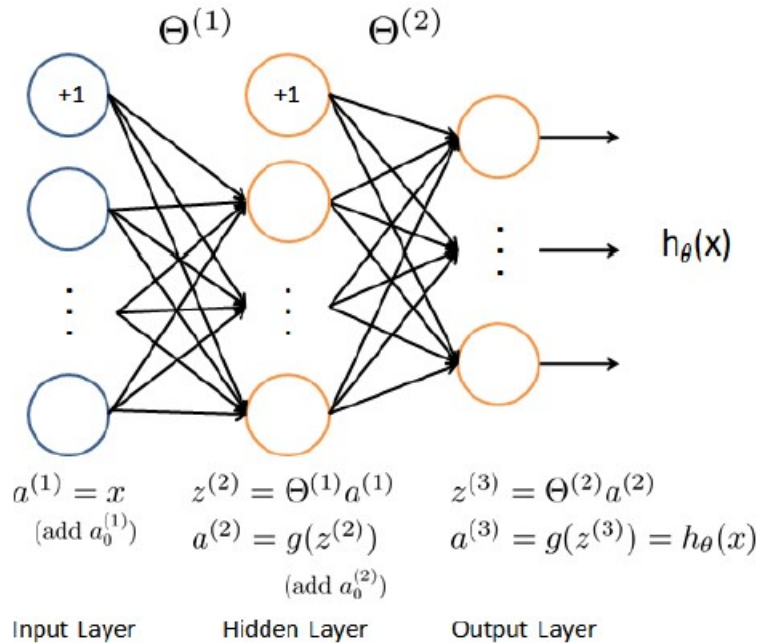 Θ^(1) Θ^(2)
+1 +1
h_θ(x)
a^(1) = x z^(2) = Θ^(1)a^(1) z^(3) = Θ^(2)a^(2)
(add a_0^(1)) a^(2) = g(z^(2)) a^(3) = g(z^(3)) = h_θ(x)
(add a_0^(2))
Input Layer Hidden Layer Output Layer